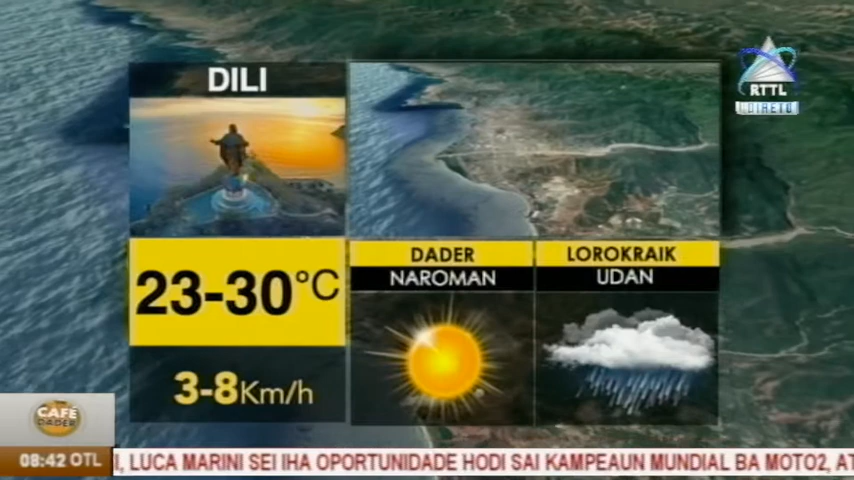 DILI
RTTL
DIRETO
23-30°C
3-8Km/h
DADER
NAROMAN
LOROKRAIK
UDAN
CAFÉ
DADER
08:42 OTL
I, LUCA MARINI SEI IHA OPORTUNIDADE HODI SAI KAMPEAUN MUNDIAL BA MOTO2, AT